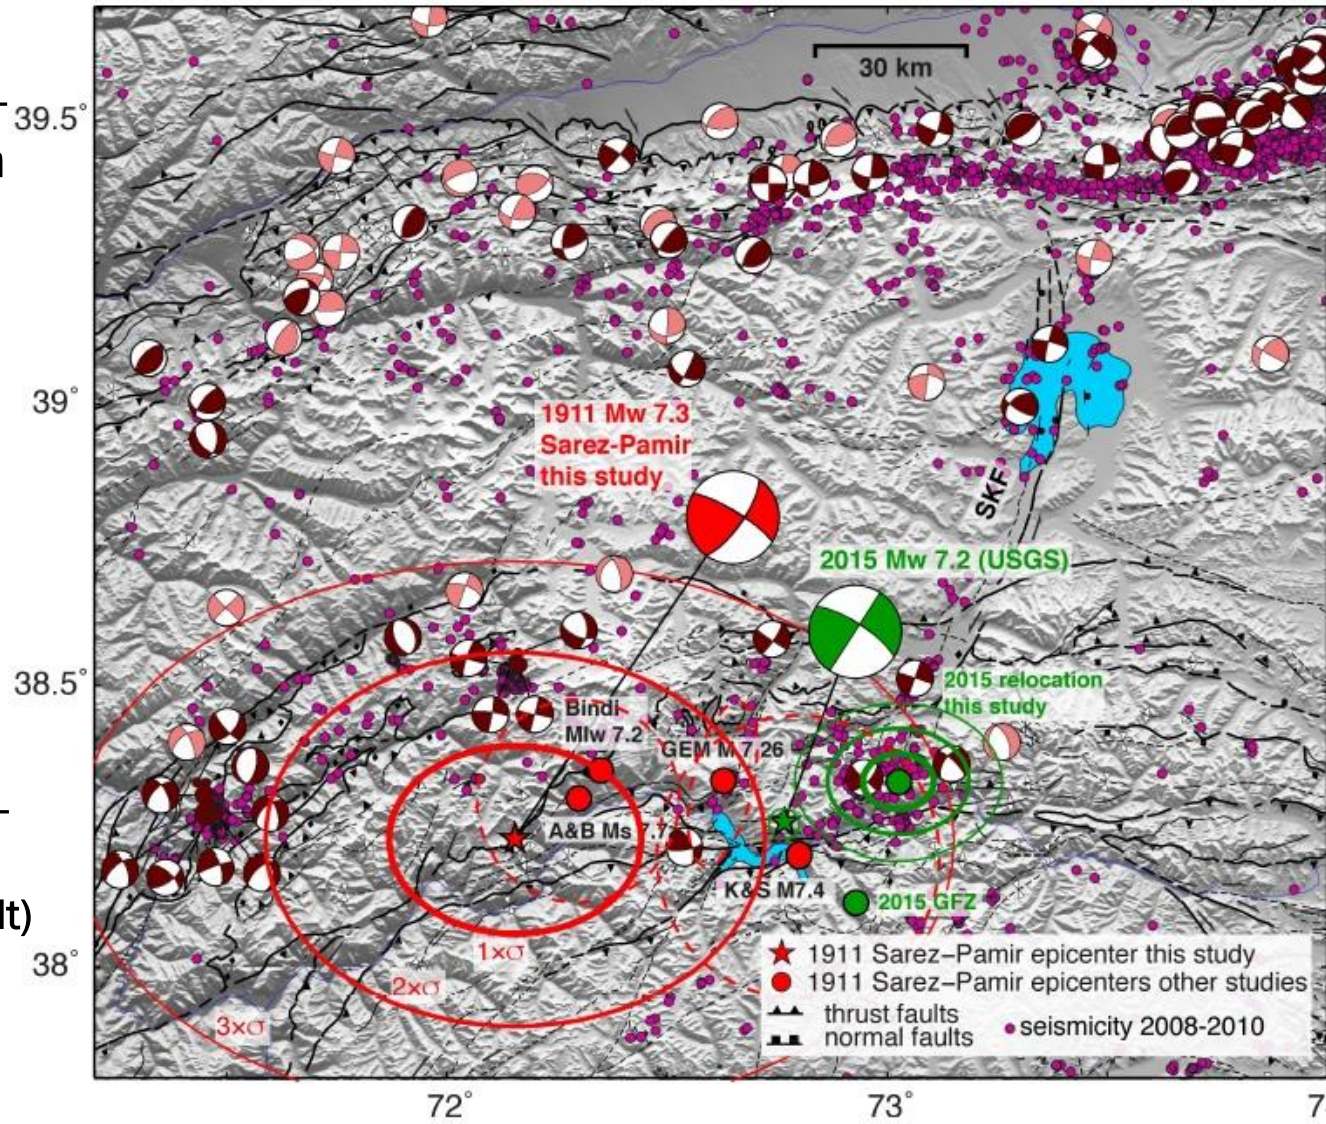 30 km
39.5°
39°
1911 Mw 7.3
Sarez-Pamir
this study
SKF
2015 Mw 7.2 (USGS)
38.5°
2015 relocation
this study
Bindi
MIw 7.2
GEM M 7.26
A&B Ms 7.7
K&S M7.4
2015 GFZ
lt)
38°
1×σ
2×σ
3×σ
1911 Sarez–Pamir epicenter this study
1911 Sarez–Pamir epicenters other studies
thrust faults
normal faults
seismicity 2008-2010
72°
73°
7